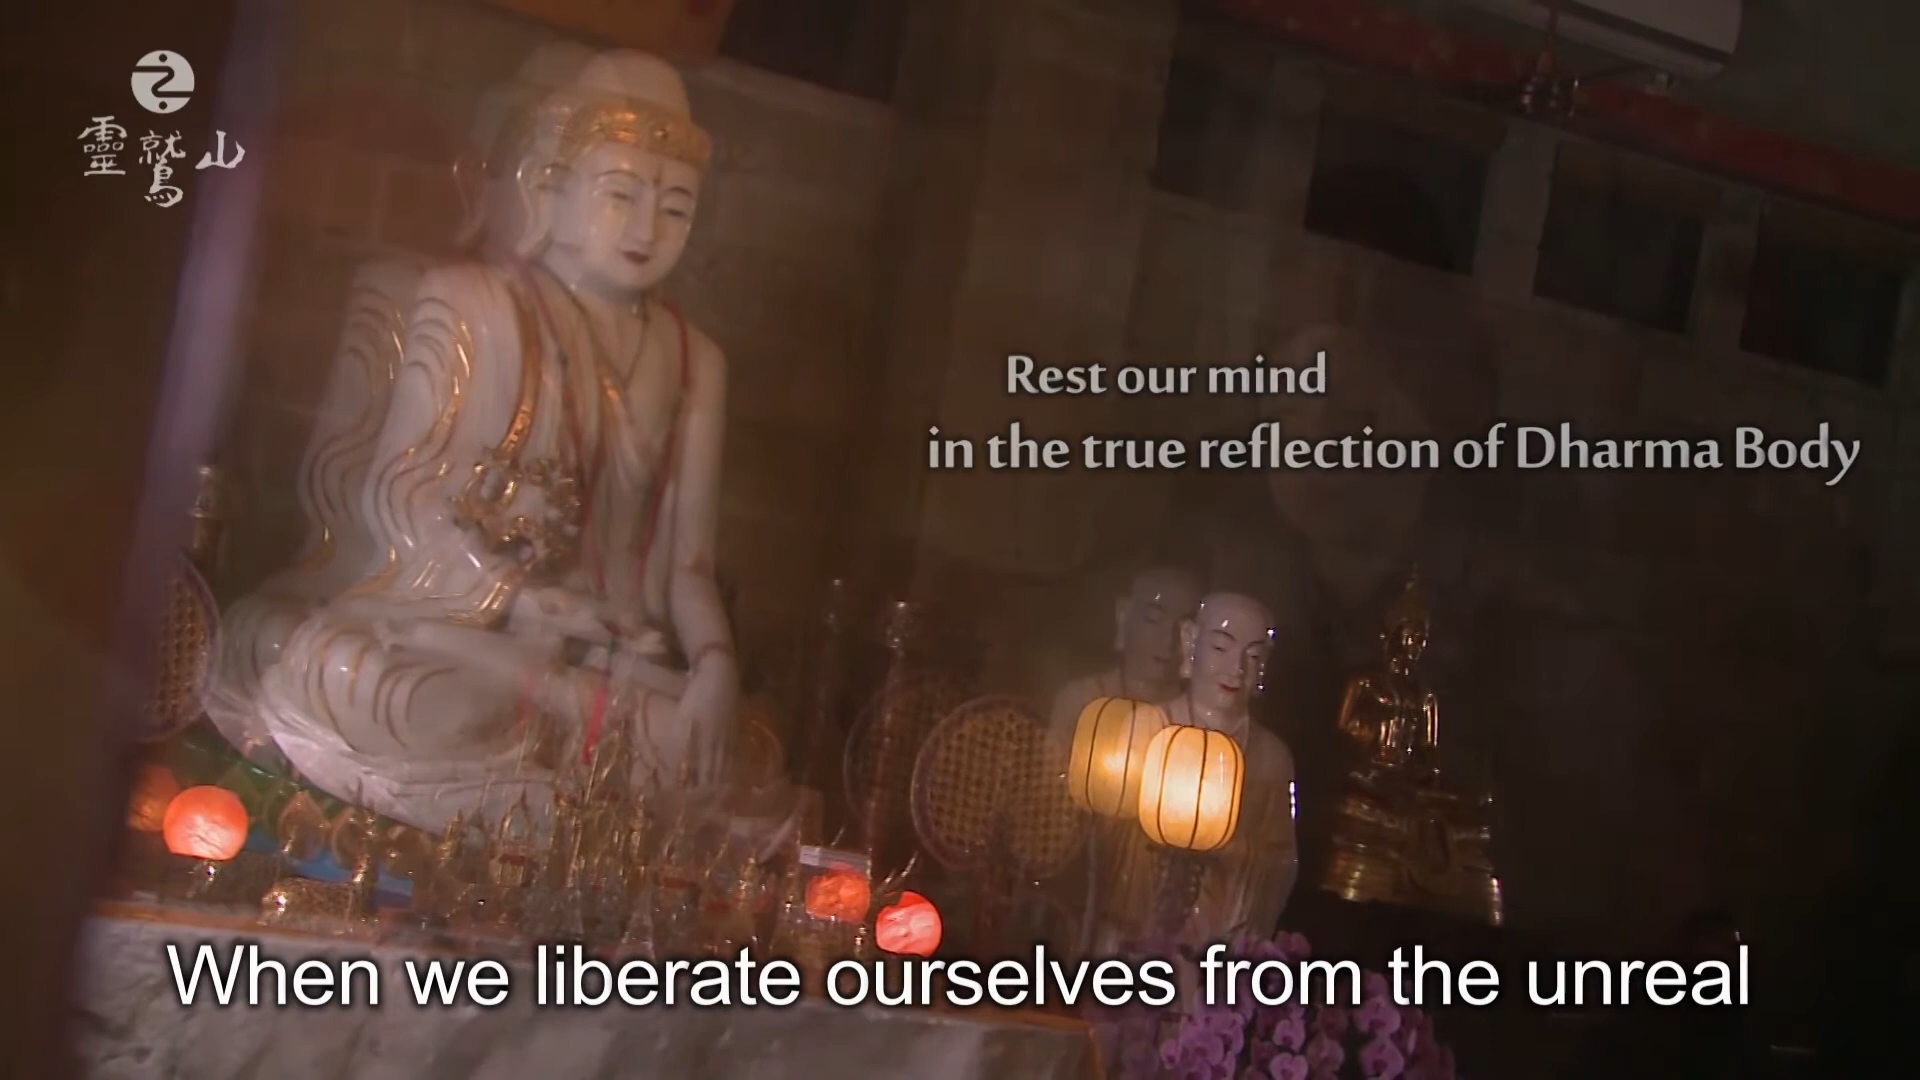 靈鷲山
Rest our mind
in the true reflection of Dharma Body
When we liberate ourselves from the unreal